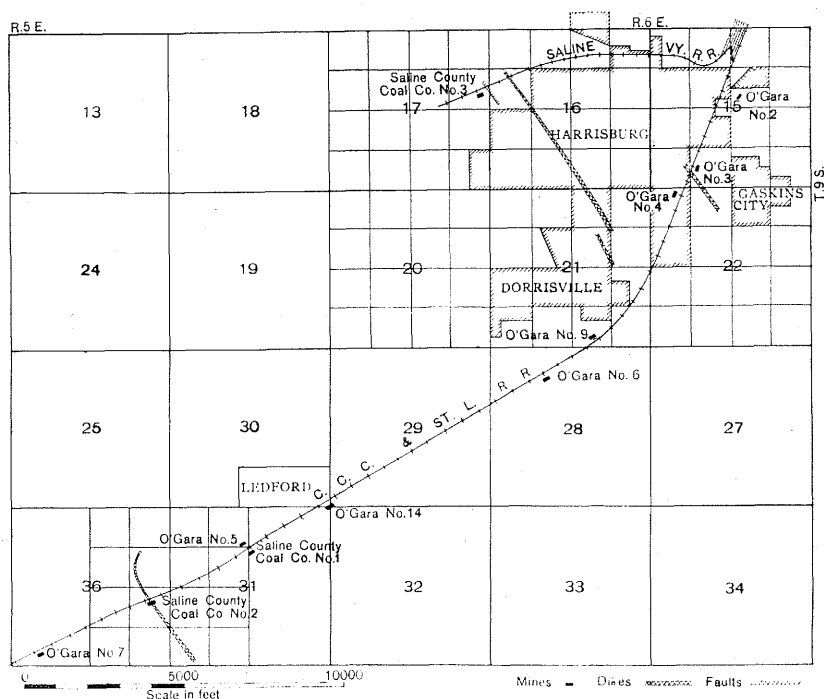 R.5 E.
R.6 E.
SALINE VY. R.R.
Saline County
Coal Co. No.3
13
18
17
16
15
O'Gara
No.2
HARRISBURG
O'Gara
No.3
O'Gara
No.4
GASKINS
CITY
T.9 S.
24
19
20
21
22
DORRISVILLE
O'Gara No. 9
O'Gara No. 6
25
30
29
28
27
C. C. C. & ST. L. R R
LEDFORD
O'Gara No.14
O'Gara No.5
Saline County
Coal Co. No.1
36
31
32
33
34
Saline County
Coal Co No.2
O'Gara No 7
0 5000 10000
Scale in feet
Mines Dikes Faults